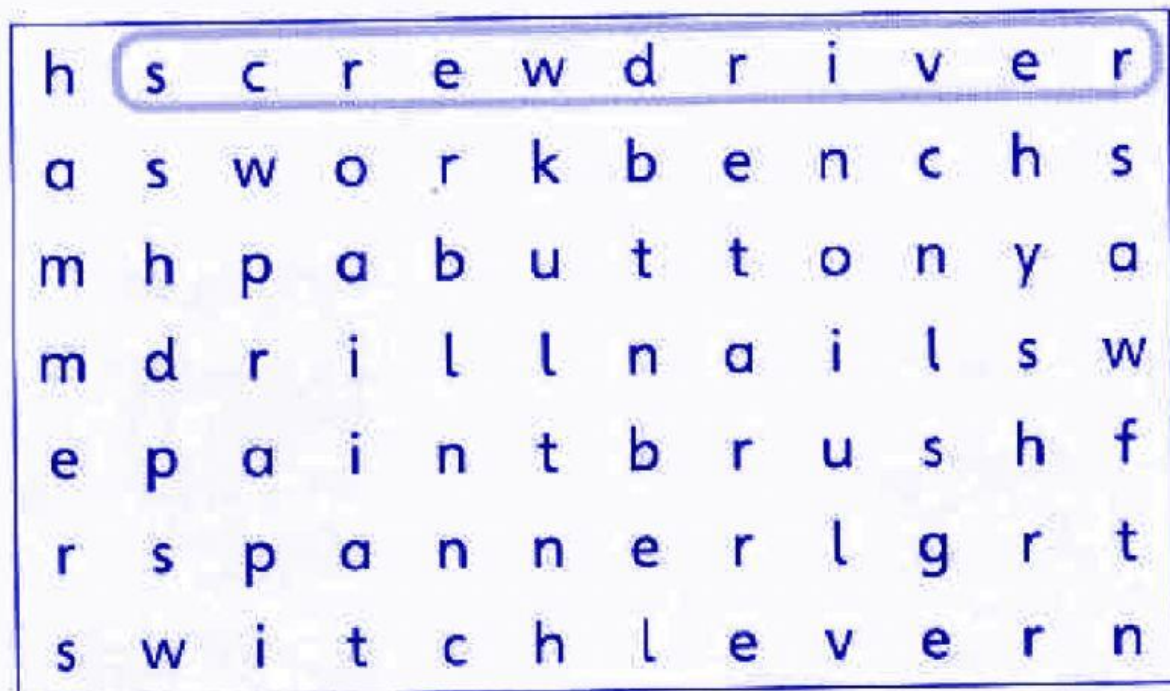 h s c r e w d r i v e r
a s w o r k b e n c h s
m h p a b u t t o n y a
m d r i l l n a i l s w
e p a i n t b r u s h f
r s p a n n e r l g r t
s w i t c h l e v e r n